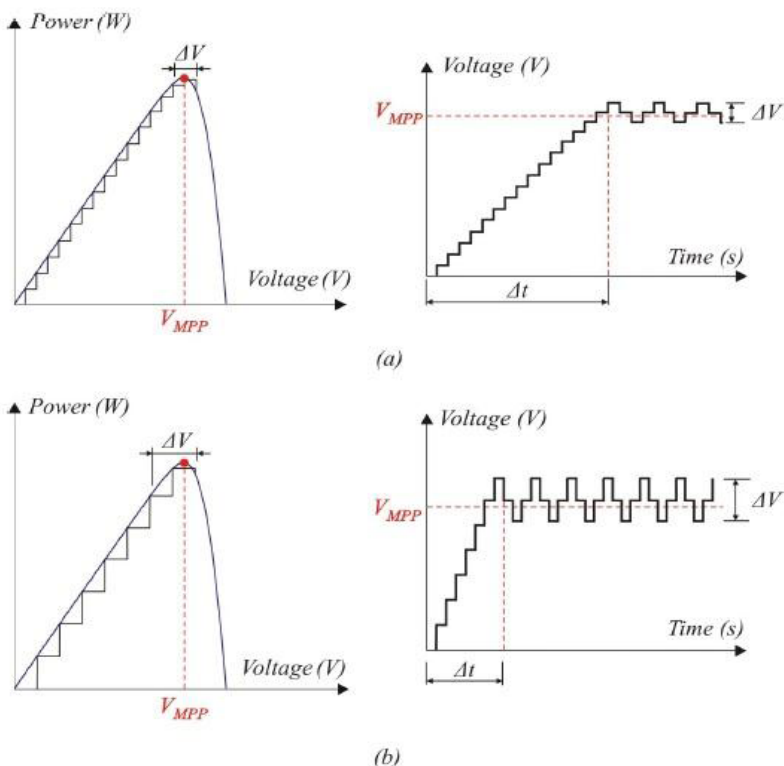 Power (W)
ΔV
Voltage (V)
V_MPP
Voltage (V)
V_MPP
ΔV
Time (s)
Δt
(a)
Power (W)
ΔV
Voltage (V)
V_MPP
Voltage (V)
V_MPP
ΔV
Time (s)
Δt
(b)